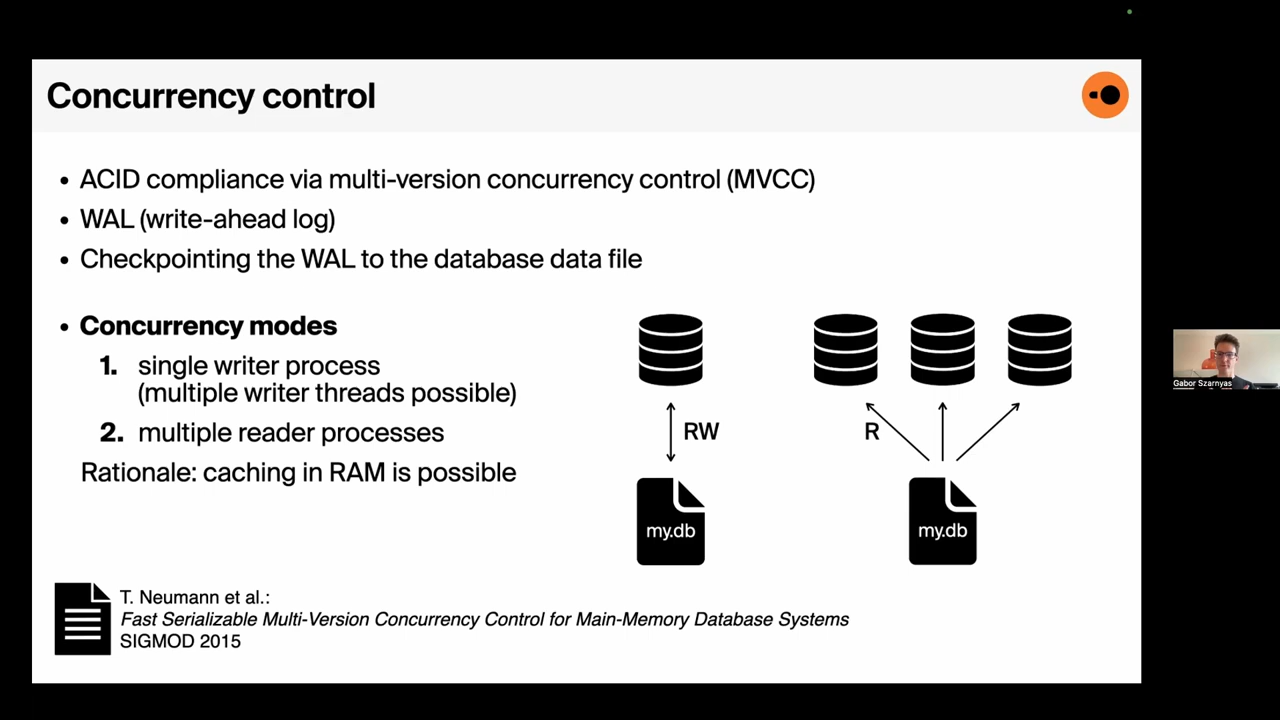 Concurrency control
• ACID compliance via multi-version concurrency control (MVCC)
• WAL (write-ahead log)
• Checkpointing the WAL to the database data file
• Concurrency modes
1. single writer process
(multiple writer threads possible)
2. multiple reader processes
Rationale: caching in RAM is possible
RW
R
my.db
my.db
T. Neumann et al.:
Fast Serializable Multi-Version Concurrency Control for Main-Memory Database Systems
SIGMOD 2015
Gabor Szarnyas